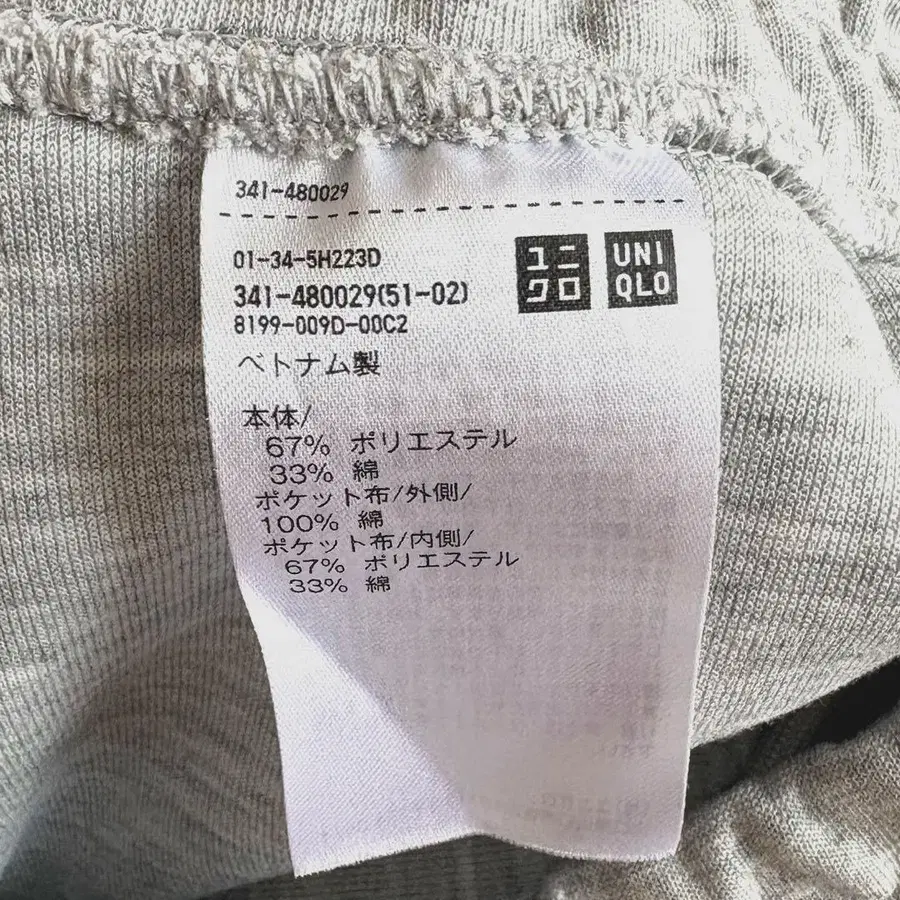 341-480029
01-34-5H223D
341-480029(51-02)
8199-009D-00C2
ユニクロ
UNIQLO
ベトナム製
本体/
67% ポリエステル
33% 綿
ポケット布/外側/
100% 綿
ポケット布/内側/
67% ポリエステル
33% 綿